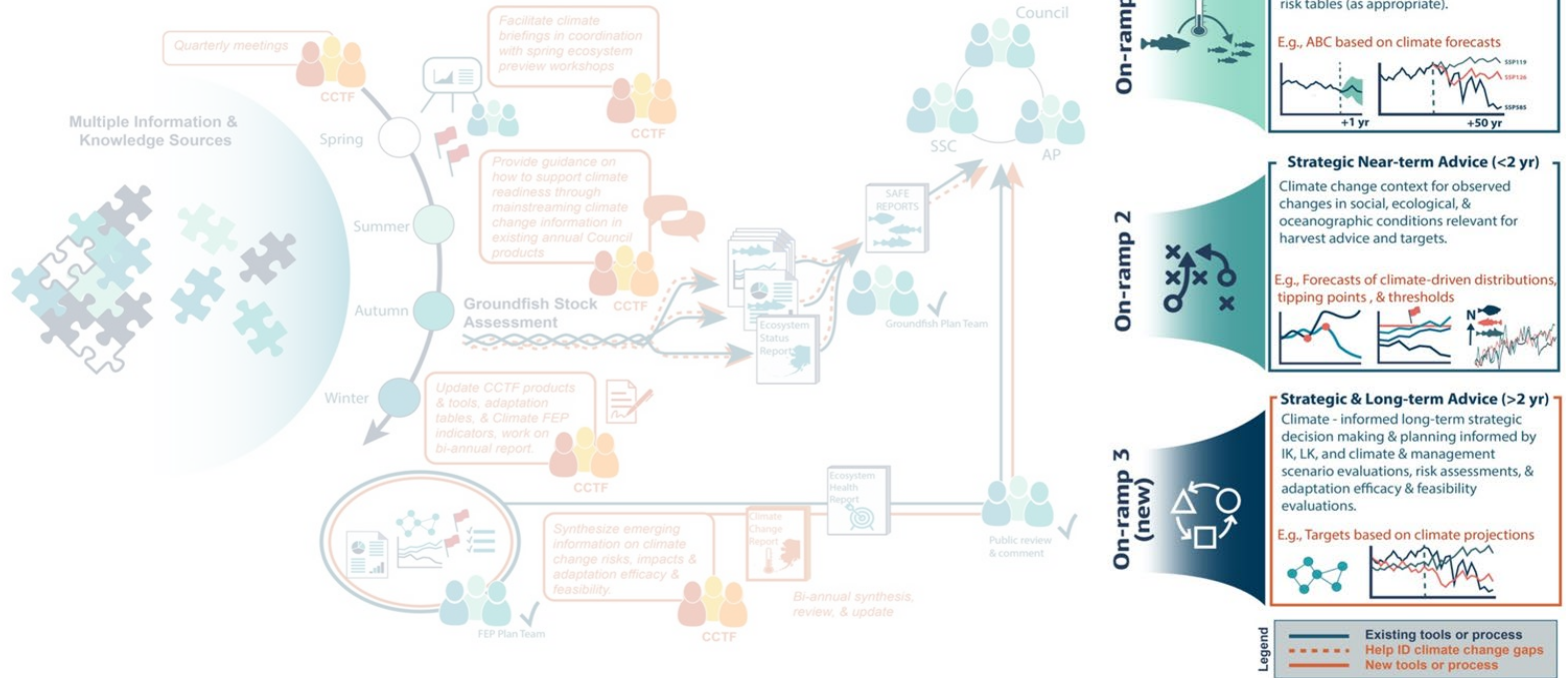 Council
Facilitate climate
briefings in coordination
with spring ecosystem
preview workshops
CCTF
Quarterly meetings
CCTF
Multiple Information &
Knowledge Sources
Spring
Summer
Autumn
Winter
Provide guidance on
how to support climate
readiness through
mainstreaming climate
change information in
existing annual Council
products
CCTF
SSC
AP
SAFE
REPORTS
Groundfish Stock
Assessment
Ecosystem
Status
Report
Groundfish Plan Team
Update CCTF products
& tools, adaptation
tables, & Climate FEP
indicators, work on
bi-annual report.
CCTF
FEP Plan Team
Synthesize emerging
information on climate
change risks, impacts &
adaptation efficacy &
feasibility.
CCTF
Climate
Change
Report
Ecosystem
Health
Report
Bi-annual synthesis,
review, & update
Public review
& comment
On-ramp
risk tables (as appropriate).
E.g., ABC based on climate forecasts
SSP119
SSP126
SSP585
+1 yr
+50 yr
On-ramp 2
Strategic Near-term Advice (<2 yr)
Climate change context for observed
changes in social, ecological, &
oceanographic conditions relevant for
harvest advice and targets.
E.g., Forecasts of climate-driven distributions,
tipping points , & thresholds
N
On-ramp 3
(new)
Strategic & Long-term Advice (>2 yr)
Climate - informed long-term strategic
decision making & planning informed by
IK, LK, and climate & management
scenario evaluations, risk assessments, &
adaptation efficacy & feasibility
evaluations.
E.g., Targets based on climate projections
Legend
Existing tools or process
Help ID climate change gaps
New tools or process